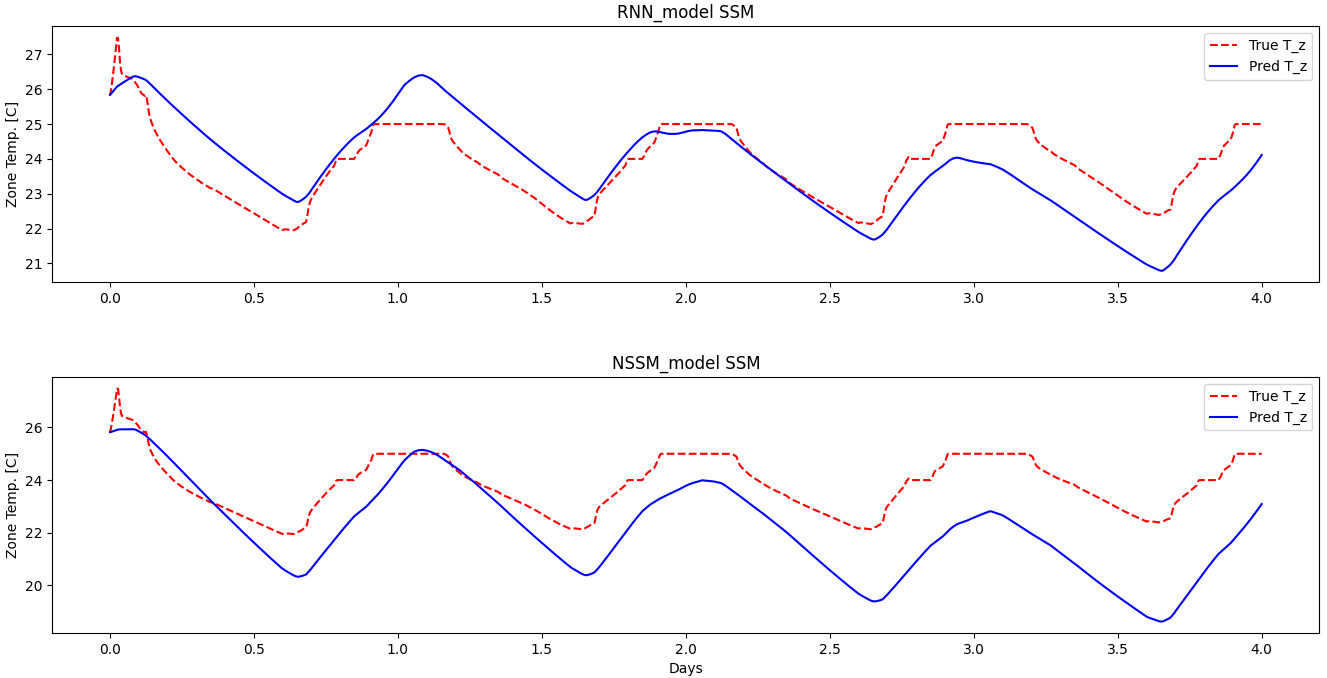 RNN_model SSM
Zone Temp. [C]
27
26
25
24
23
22
21
True T_z
Pred T_z
0.0 0.5 1.0 1.5 2.0 2.5 3.0 3.5 4.0
NSSM_model SSM
Zone Temp. [C]
26
24
22
20
True T_z
Pred T_z
0.0 0.5 1.0 1.5 2.0 2.5 3.0 3.5 4.0
Days